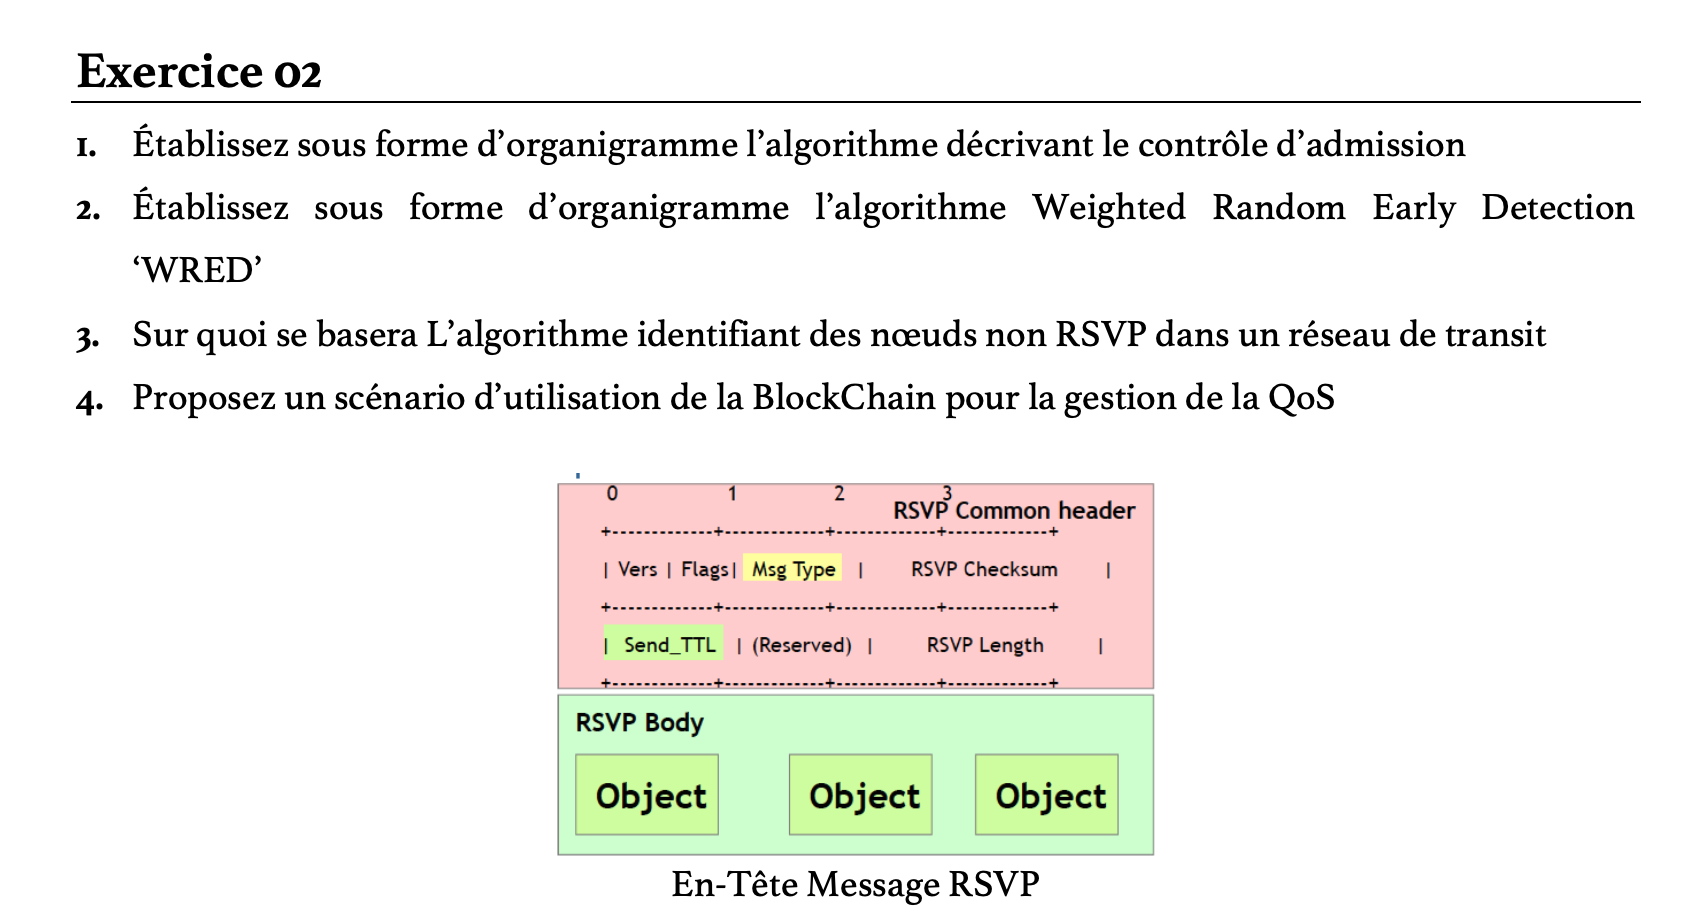 Exercice 02
1. Établissez sous forme d’organigramme l’algorithme décrivant le contrôle d’admission
2. Établissez sous forme d’organigramme l’algorithme Weighted Random Early Detection
‘WRED’
3. Sur quoi se basera L’algorithme identifiant des nœuds non RSVP dans un réseau de transit
4. Proposez un scénario d’utilisation de la BlockChain pour la gestion de la QoS
0 1 2 3
RSVP Common header
+-------------+-------------+-------------+-------------+
| Vers | Flags| Msg Type | RSVP Checksum |
+-------------+-------------+-------------+-------------+
| Send_TTL | (Reserved) | RSVP Length |
+-------------+-------------+-------------+-------------+
RSVP Body
Object Object Object
En-Tête Message RSVP